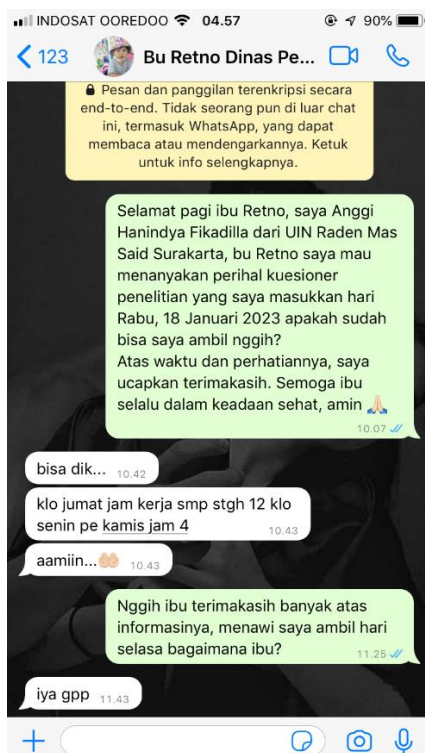 INDOSAT OOREDOO 04.57 90%
123 Bu Retno Dinas Pe...
Pesan dan panggilan terenkripsi secara
end-to-end. Tidak seorang pun di luar chat
ini, termasuk WhatsApp, yang dapat
membaca atau mendengarkannya. Ketuk
untuk info selengkapnya.
Selamat pagi ibu Retno, saya Anggi
Hanindya Fikadilla dari UIN Raden Mas
Said Surakarta, bu Retno saya mau
menanyakan perihal kuesioner
penelitian yang saya masukkan hari
Rabu, 18 Januari 2023 apakah sudah
bisa saya ambil nggih?
Atas waktu dan perhatiannya, saya
ucapkan terimakasih. Semoga ibu
selalu dalam keadaan sehat, amin 🙏🏻
10.07
bisa dik... 10.42
klo jumat jam kerja smp stgh 12 klo
senin pe kamis jam 4 10.43
aamiin...🤲🏻 10.43
Nggih ibu terimakasih banyak atas
informasinya, menawi saya ambil hari
selasa bagaimana ibu? 11.25
iya gpp 11.43